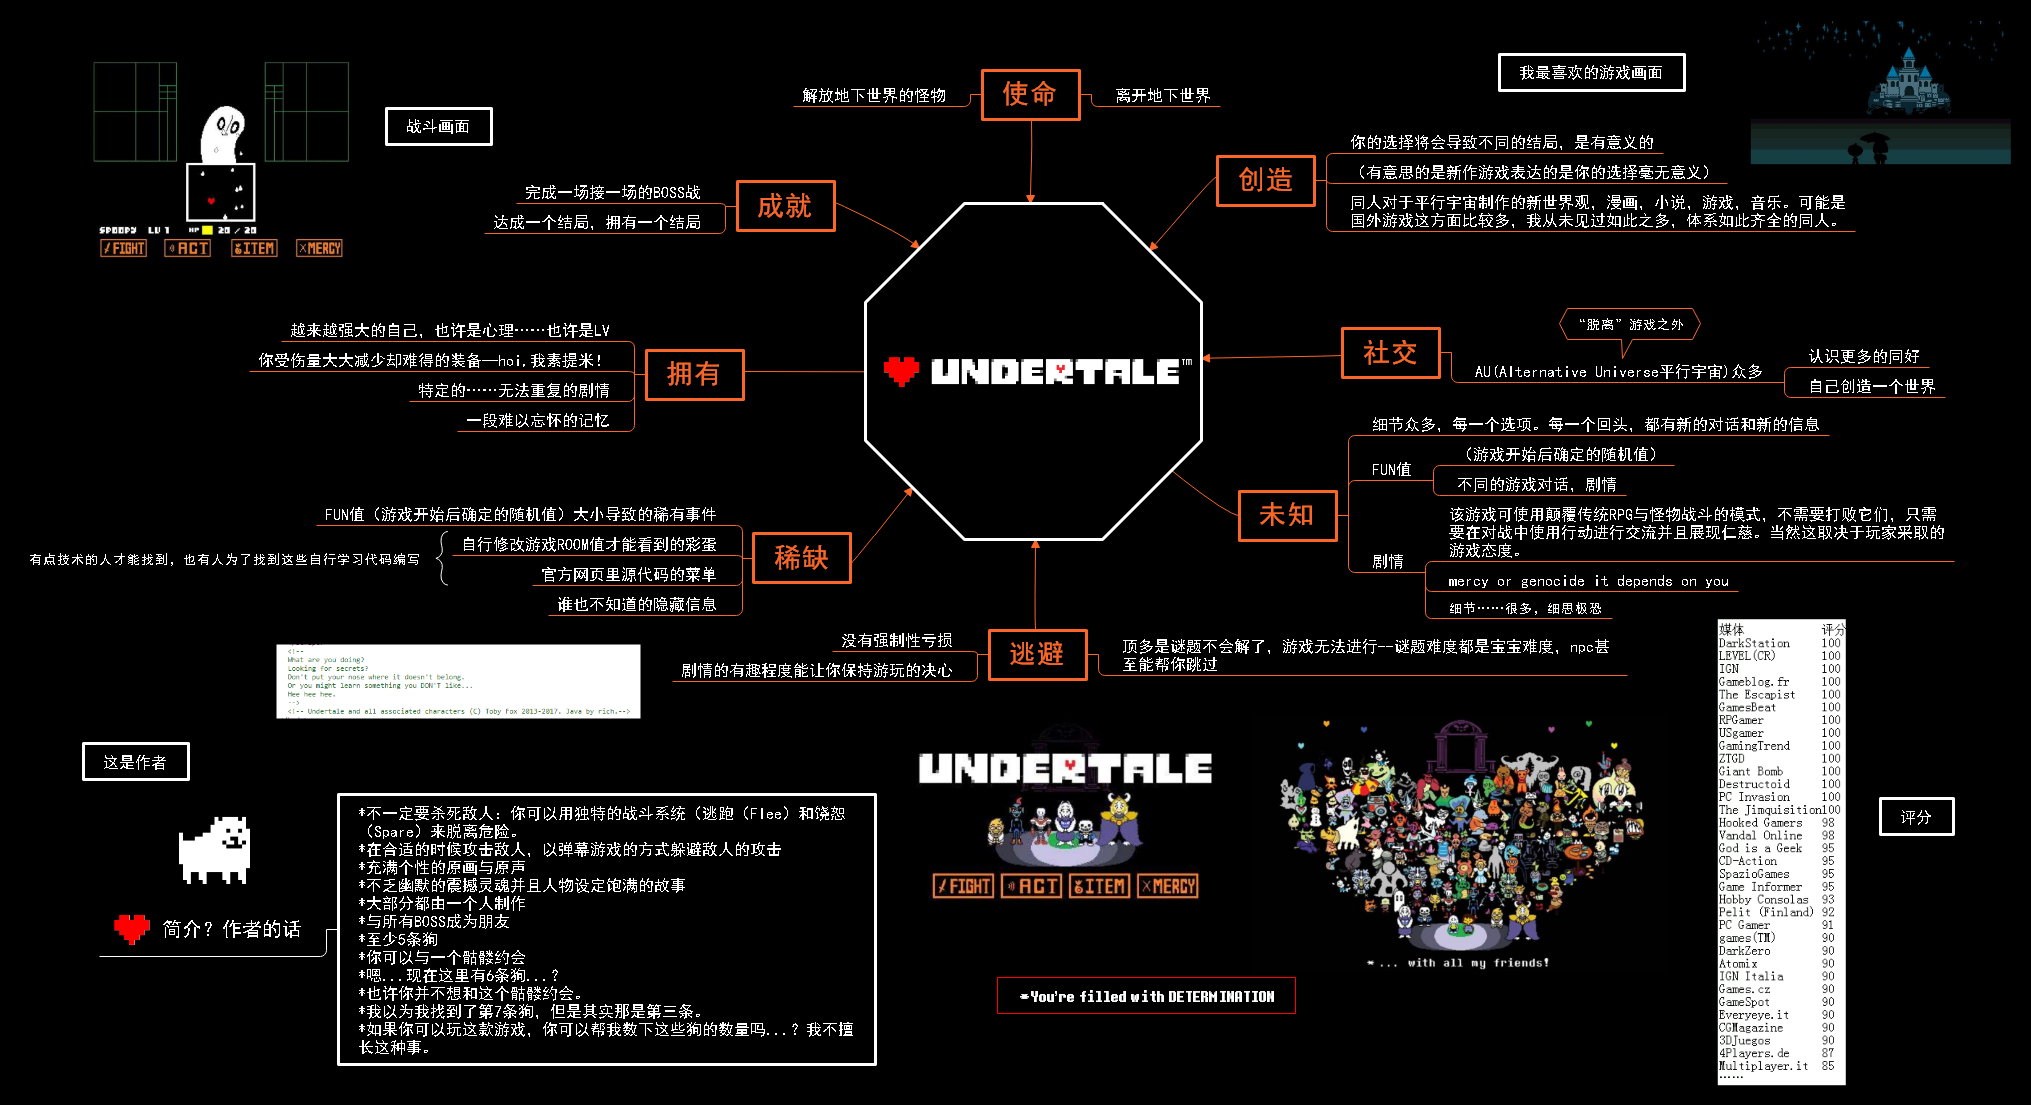 战斗画面
SPOOPY LV 1 HP 20 / 20
FIGHT ACT ITEM MERCY
我最喜欢的游戏画面
使命
解放地下世界的怪物
离开地下世界
创造
你的选择将会导致不同的结局，是有意义的
（有意思的是新作游戏表达的是你的选择毫无意义）
同人对于平行宇宙制作的新世界观，漫画，小说，游戏，音乐。可能是
国外游戏这方面比较多，我从未见过如此之多，体系如此齐全的同人。
成就
完成一场接一场的BOSS战
达成一个结局，拥有一个结局
UNDERTALE™
拥有
越来越强大的自己，也许是心理……也许是LV
你受伤量大大减少却难得的装备—hoi,我素提米！
特定的……无法重复的剧情
一段难以忘怀的记忆
社交
“脱离”游戏之外
AU(Alternative Universe平行宇宙)众多
认识更多的同好
自己创造一个世界
未知
细节众多，每一个选项。每一个回头，都有新的对话和新的信息
FUN值
（游戏开始后确定的随机值）
不同的游戏对话，剧情
剧情
该游戏可使用颠覆传统RPG与怪物战斗的模式，不需要打败它们，只需
要在对战中使用行动进行交流并且展现仁慈。当然这取决于玩家采取的
游戏态度。
mercy or genocide it depends on you
细节……很多，细思极恐
稀缺
FUN值（游戏开始后确定的随机值）大小导致的稀有事件
自行修改游戏ROOM值才能看到的彩蛋
官方网页里源代码的菜单
谁也不知道的隐藏信息
有点技术的人才能找到，也有人为了找到这些自行学习代码编写
逃避
没有强制性亏损
剧情的有趣程度能让你保持游玩的决心
顶多是谜题不会解了，游戏无法进行--谜题难度都是宝宝难度，npc甚
至能帮你跳过
<!--
What are you doing?
Looking for secrets?
Don't put your nose where it doesn't belong.
Or you might learn something you DON'T like...
Hee hee hee.
-->
<!-- Undertale and all associated characters (C) Toby Fox 2013-2017. Java by rich.-->
这是作者
简介？作者的话
*不一定要杀死敌人：你可以用独特的战斗系统（逃跑（Flee）和饶恕
（Spare）来脱离危险。
*在合适的时候攻击敌人，以弹幕游戏的方式躲避敌人的攻击
*充满个性的原画与原声
*不乏幽默的震撼灵魂并且人物设定饱满的故事
*大部分都由一个人制作
*与所有BOSS成为朋友
*至少5条狗
*你可以与一个骷髅约会
*嗯...现在这里有6条狗...？
*也许你并不想和这个骷髅约会。
*我以为我找到了第7条狗，但是其实那是第三条。
*如果你可以玩这款游戏，你可以帮我数下这些狗的数量吗...？我不擅
长这种事。
UNDERTALE
FIGHT ACT ITEM MERCY
*... with all my friends!
*You're filled with DETERMINATION
评分
媒体 评分
DarkStation 100
LEVEL(CR) 100
IGN 100
Gameblog.fr 100
The Escapist 100
GamesBeat 100
RPGamer 100
USgamer 100
GamingTrend 100
ZTGD 100
Giant Bomb 100
Destructoid 100
PC Invasion 100
The Jimquisition100
Hooked Gamers 98
Vandal Online 98
God is a Geek 95
CD-Action 95
SpazioGames 95
Game Informer 95
Hobby Consolas 93
Pelit (Finland) 92
PC Gamer 91
games(TM) 90
DarkZero 90
Atomix 90
IGN Italia 90
Games.cz 90
GameSpot 90
Everyeye.it 90
CGMagazine 90
3DJuegos 90
4Players.de 87
Multiplayer.it 85
……